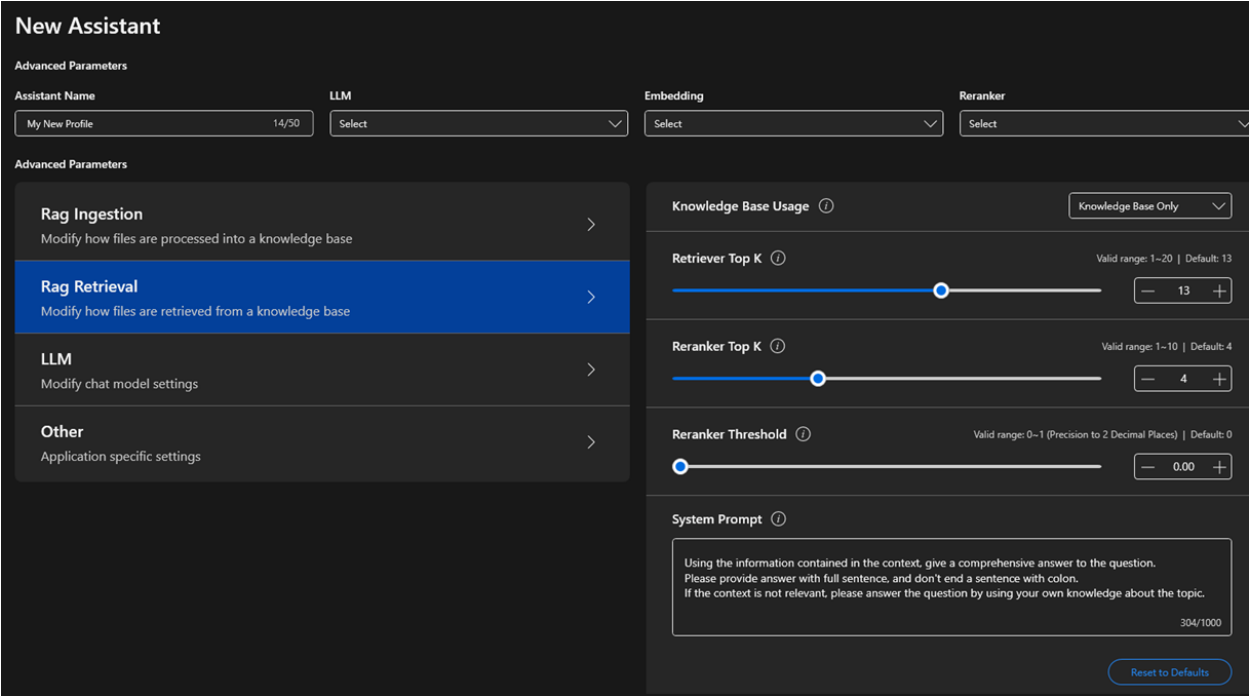 New Assistant
Advanced Parameters
Assistant Name
LLM
Embedding
Reranker
My New Profile 14/50
Select
Select
Select
Advanced Parameters
Rag Ingestion
Modify how files are processed into a knowledge base
Rag Retrieval
Modify how files are retrieved from a knowledge base
LLM
Modify chat model settings
Other
Application specific settings
Knowledge Base Usage
Knowledge Base Only
Retriever Top K
Valid range: 1~20 | Default: 13
13
Reranker Top K
Valid range: 1~10 | Default: 4
4
Reranker Threshold
Valid range: 0~1 (Precision to 2 Decimal Places) | Default: 0
0.00
System Prompt
Using the information contained in the context, give a comprehensive answer to the question.
Please provide answer with full sentence, and don't end a sentence with colon.
If the context is not relevant, please answer the question by using your own knowledge about the topic.
304/1000
Reset to Defaults